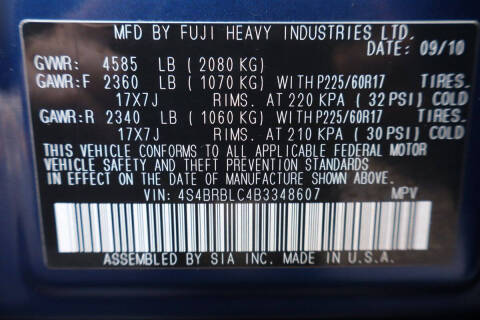 MFD BY FUJI HEAVY INDUSTRIES LTD.
DATE: 09/10
GVWR: 4585 LB (2080 KG)
GAWR:F 2360 LB (1070 KG) WITH P225/60R17 TIRES.
17X7J RIMS. AT 220 KPA (32 PSI) COLD
GAWR:R 2340 LB (1060 KG) WITH P225/60R17 TIRES.
17X7J RIMS. AT 210 KPA (30 PSI) COLD
THIS VEHICLE CONFORMS TO ALL APPLICABLE FEDERAL MOTOR
VEHICLE SAFETY AND THEFT PREVENTION STANDARDS
IN EFFECT ON THE DATE OF MANUFACTURE SHOWN ABOVE.
VIN: 4S4BRBLC4B3348607 MPV
ASSEMBLED BY SIA INC. MADE IN U.S.A.